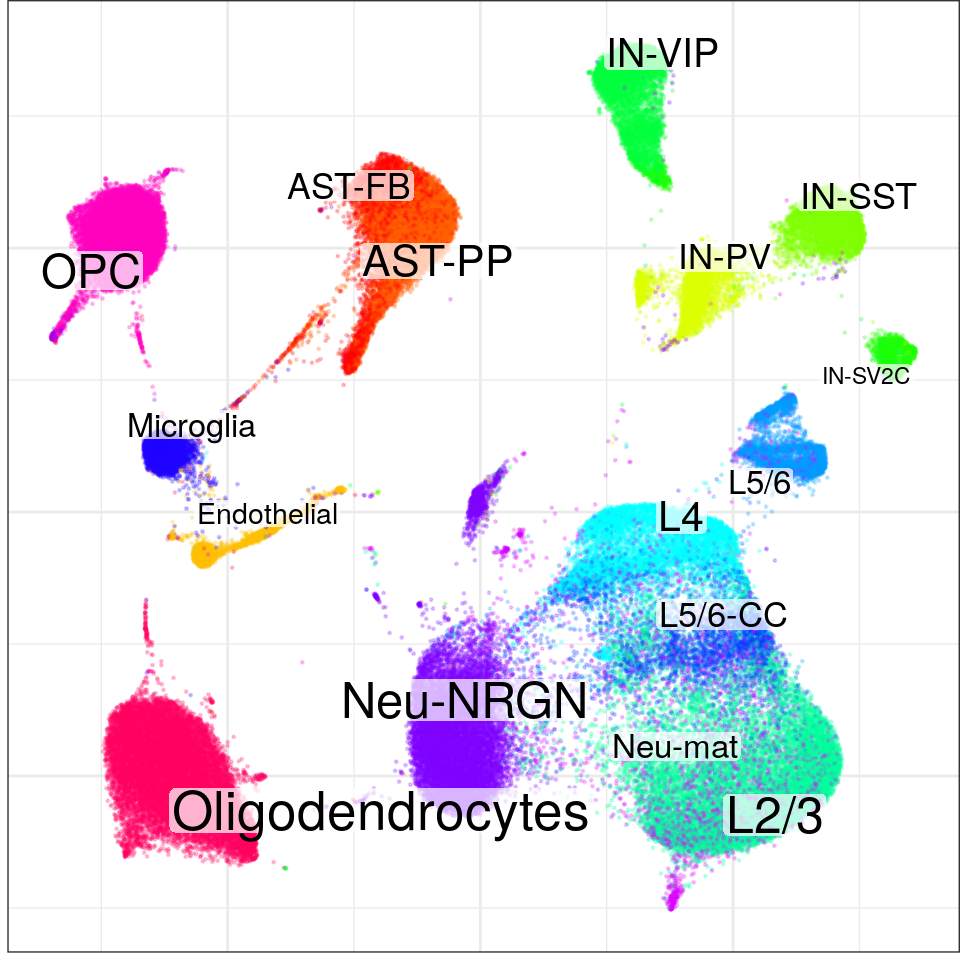 IN-VIP
AST-FB
IN-SST
OPC
AST-PP
IN-PV
IN-SV2C
Microglia
L5/6
Endothelial
L4
L5/6-CC
Neu-NRGN
Neu-mat
Oligodendrocytes
L2/3